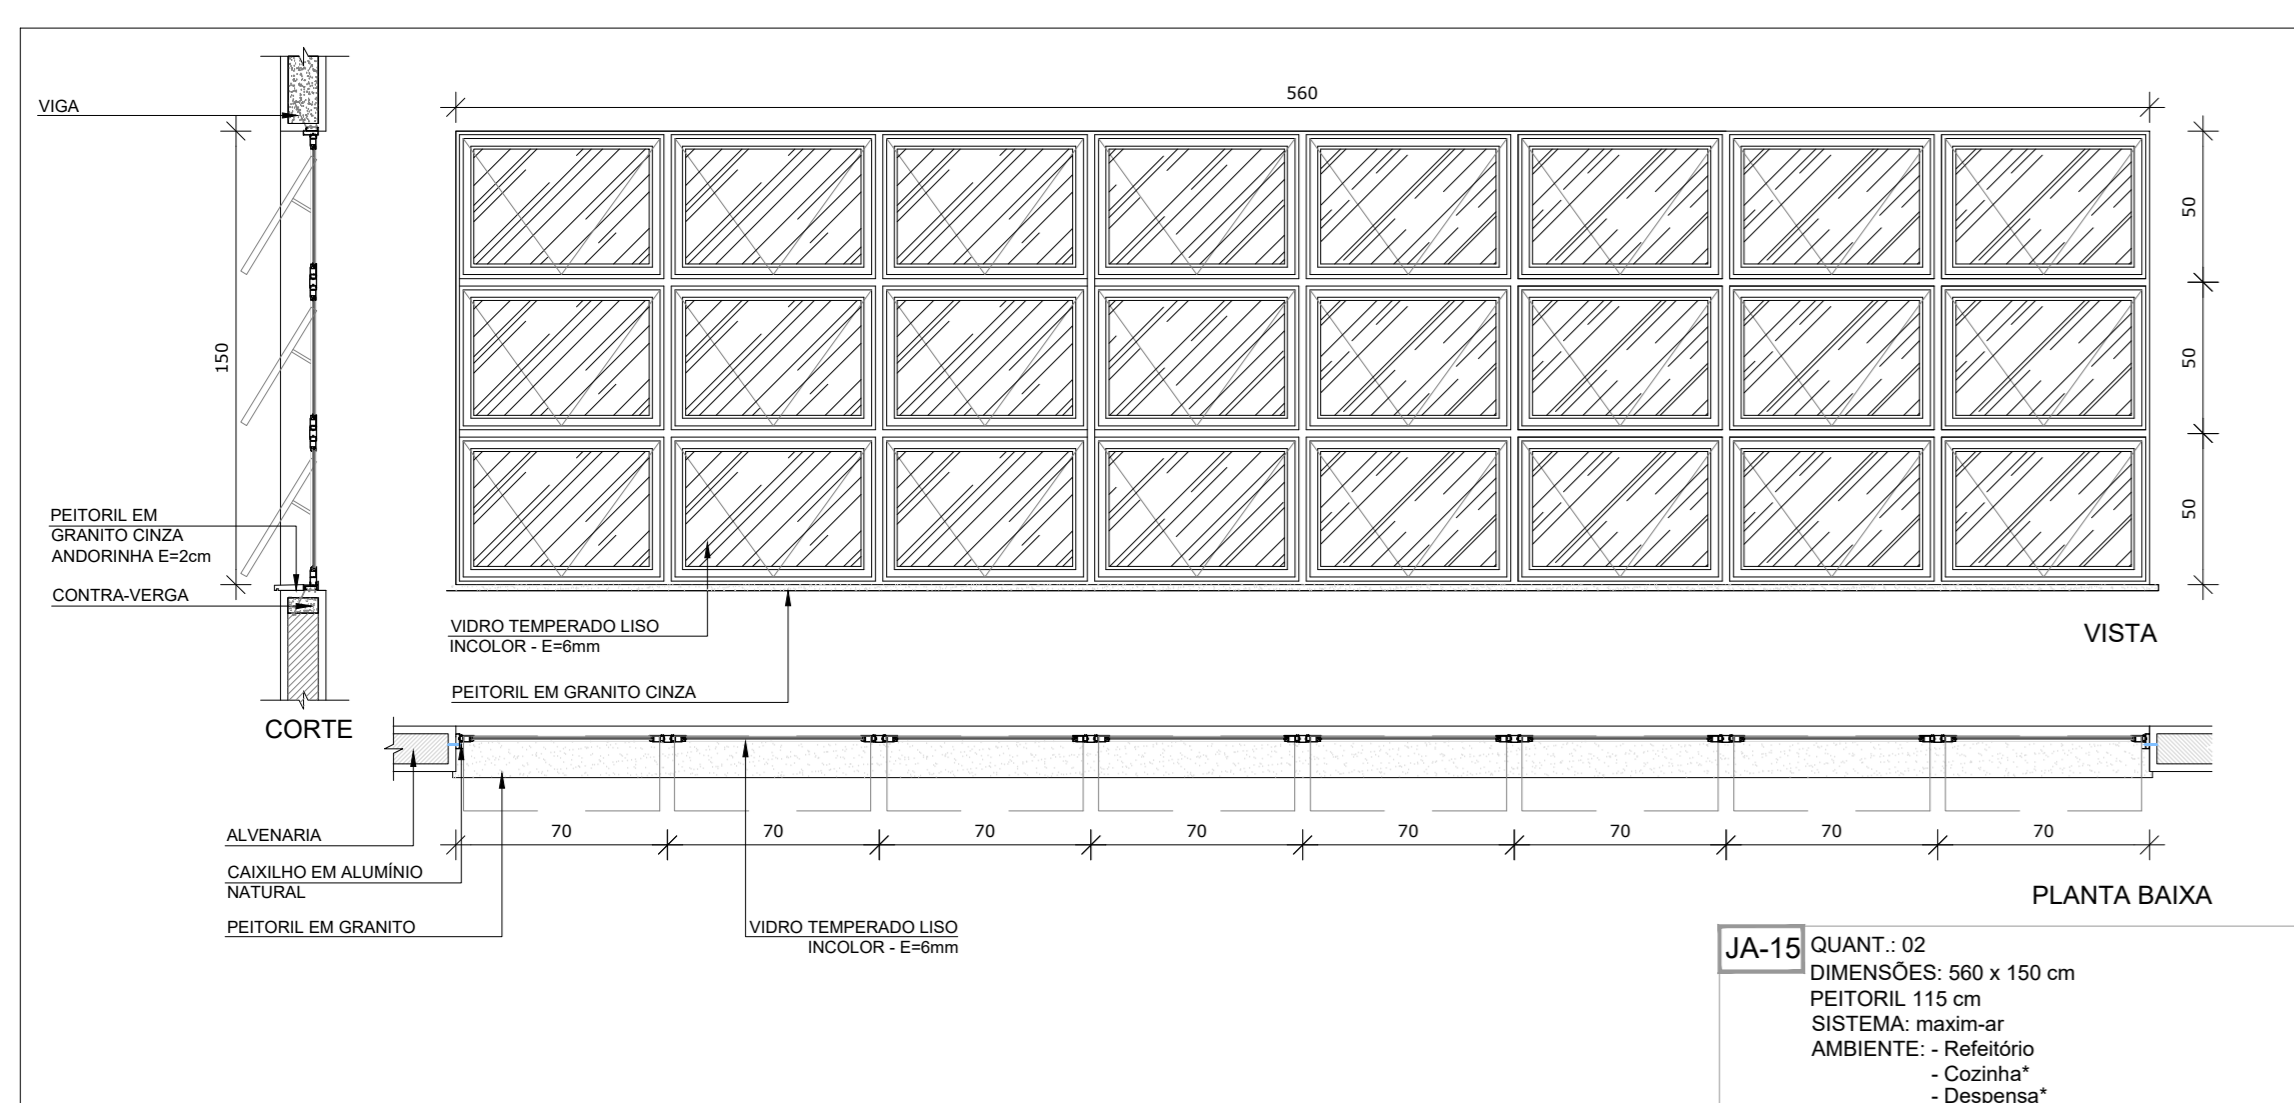 VIGA
150
PEITORIL EM
GRANITO CINZA
ANDORINHA E=2cm
CONTRA-VERGA
CORTE
560
50
50
50
VIDRO TEMPERADO LISO
INCOLOR - E=6mm
PEITORIL EM GRANITO CINZA
VISTA
70 70 70 70 70 70 70 70
ALVENARIA
CAIXILHO EM ALUMÍNIO
NATURAL
PEITORIL EM GRANITO
VIDRO TEMPERADO LISO
INCOLOR - E=6mm
PLANTA BAIXA
JA-15 QUANT.: 02
DIMENSÕES: 560 x 150 cm
PEITORIL 115 cm
SISTEMA: maxim-ar
AMBIENTE: - Refeitório
- Cozinha*
- Despensa*